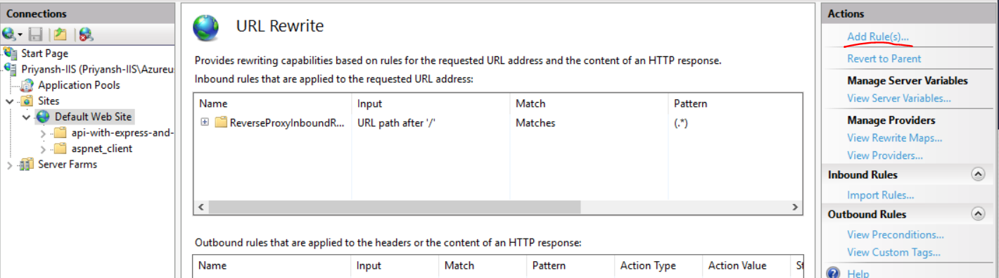 Connections
Start Page
Priyansh-IIS (Priyansh-IIS\Azureu
Application Pools
Sites
Default Web Site
api-with-express-and-
aspnet_client
Server Farms
URL Rewrite
Provides rewriting capabilities based on rules for the requested URL address and the content of an HTTP response.
Inbound rules that are applied to the requested URL address:
Name Input Match Pattern
ReverseProxyInboundR... URL path after '/' Matches (.*)
Outbound rules that are applied to the headers or the content of an HTTP response:
Name Input Match Pattern Action Type Action Value
Actions
Add Rule(s)...
Revert to Parent
Manage Server Variables
View Server Variables...
Manage Providers
View Rewrite Maps...
View Providers...
Inbound Rules
Import Rules...
Outbound Rules
View Preconditions...
View Custom Tags...
Help